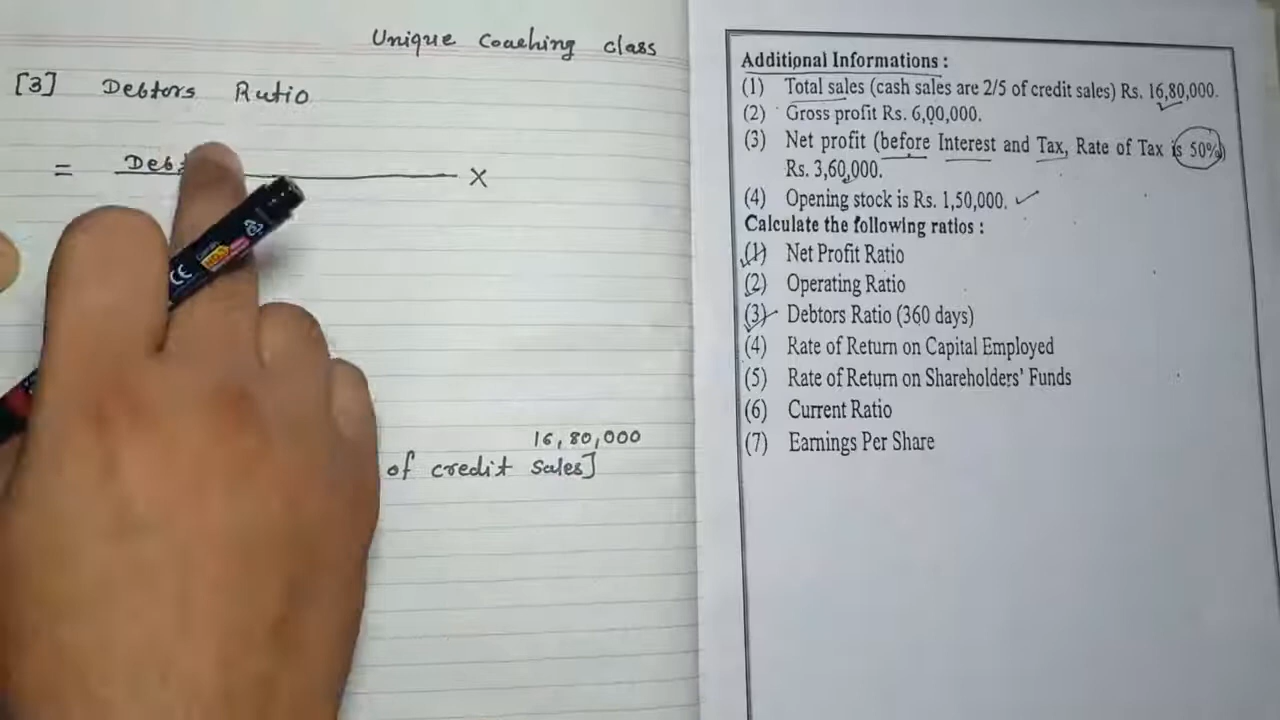 Unique Coaching class
[3] Debtors Ratio
= ×
16,80,000
of credit sales]
Additional Informations :
(1) Total sales (cash sales are 2/5 of credit sales) Rs. 16,80,000.
(2) Gross profit Rs. 6,00,000.
(3) Net profit (before Interest and Tax, Rate of Tax is 50%)
Rs. 3,60,000.
(4) Opening stock is Rs. 1,50,000.
Calculate the following ratios :
(1) Net Profit Ratio
(2) Operating Ratio
(3) Debtors Ratio (360 days)
(4) Rate of Return on Capital Employed
(5) Rate of Return on Shareholders' Funds
(6) Current Ratio
(7) Earnings Per Share